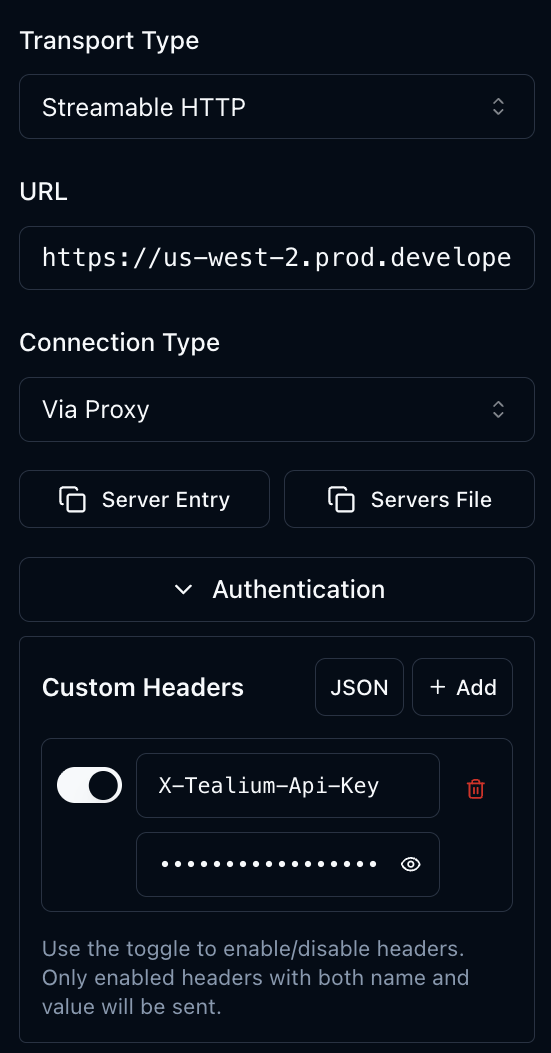 Transport Type
Streamable HTTP
URL
https://us-west-2.prod.develope
Connection Type
Via Proxy
Server Entry
Servers File
Authentication
Custom Headers
JSON
+ Add
X-Tealium-Api-Key
•••••••••••••••••
Use the toggle to enable/disable headers.
Only enabled headers with both name and
value will be sent.